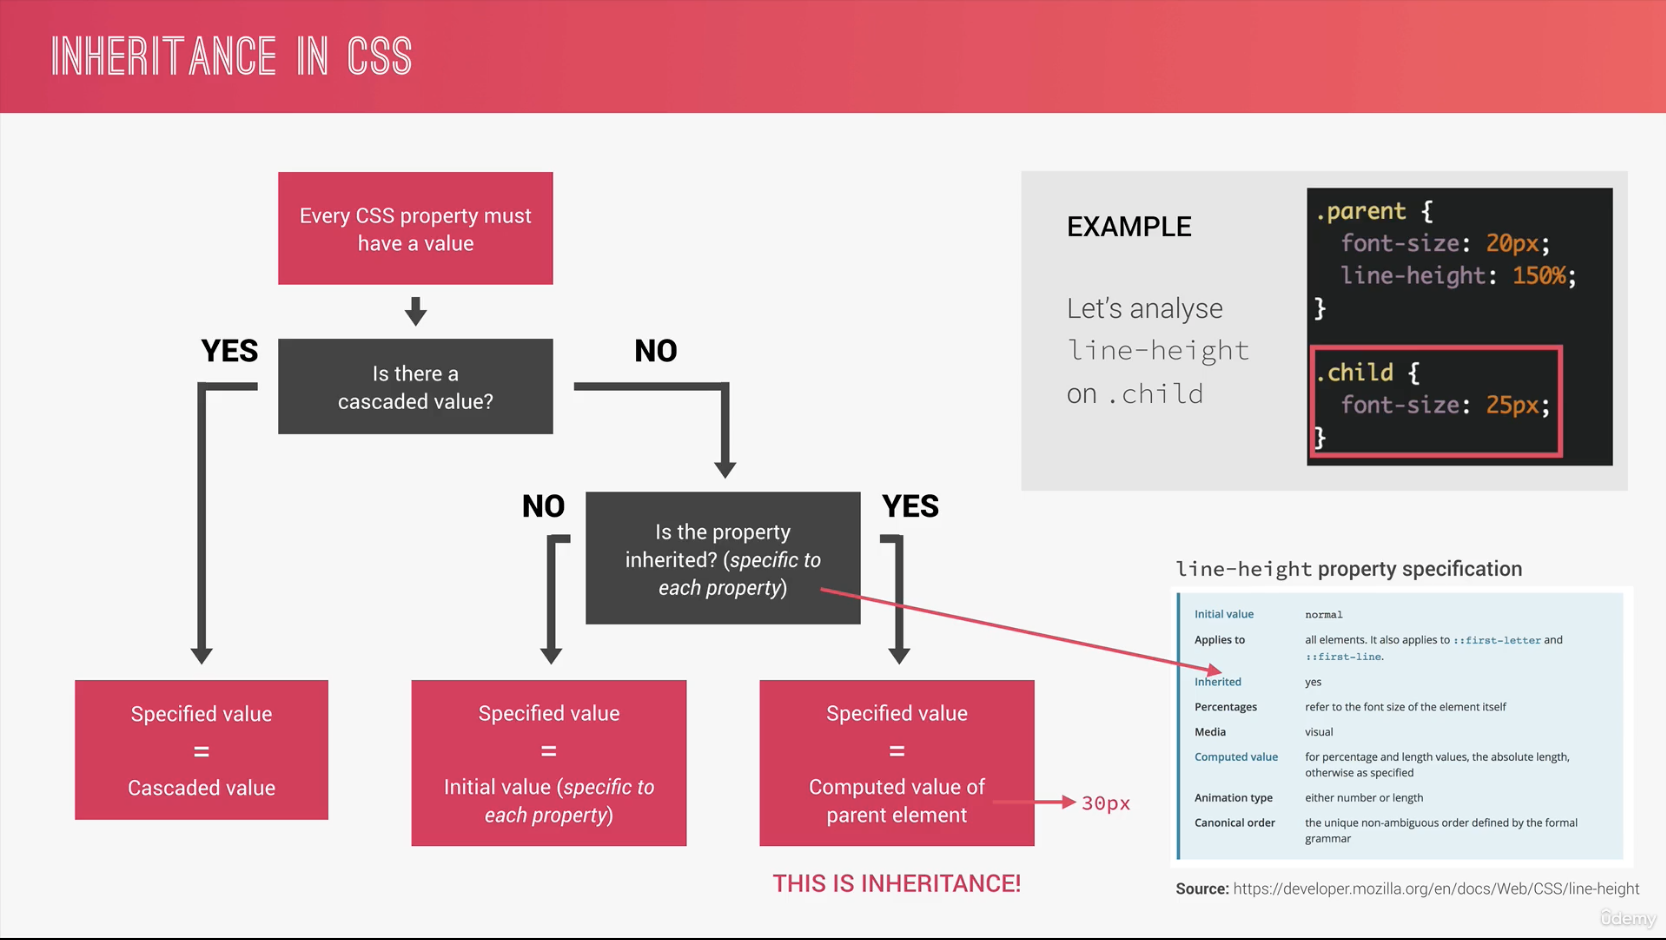 INHERITANCE IN CSS
Every CSS property must
have a value
YES
NO
Is there a
cascaded value?
NO
YES
Is the property
inherited? (specific to
each property)
Specified value
=
Cascaded value
Specified value
=
Initial value (specific to
each property)
Specified value
=
Computed value of
parent element
30px
THIS IS INHERITANCE!
EXAMPLE
Let's analyse
line-height
on .child
.parent {
font-size: 20px;
line-height: 150%;
}
.child {
font-size: 25px;
}
line-height property specification
Initial value normal
Applies to all elements. It also applies to ::first-letter and
::first-line.
Inherited yes
Percentages refer to the font size of the element itself
Media visual
Computed value for percentage and length values, the absolute length,
otherwise as specified
Animation type either number or length
Canonical order the unique non-ambiguous order defined by the formal
grammar
Source: https://developer.mozilla.org/en/docs/Web/CSS/line-height
ûdemy